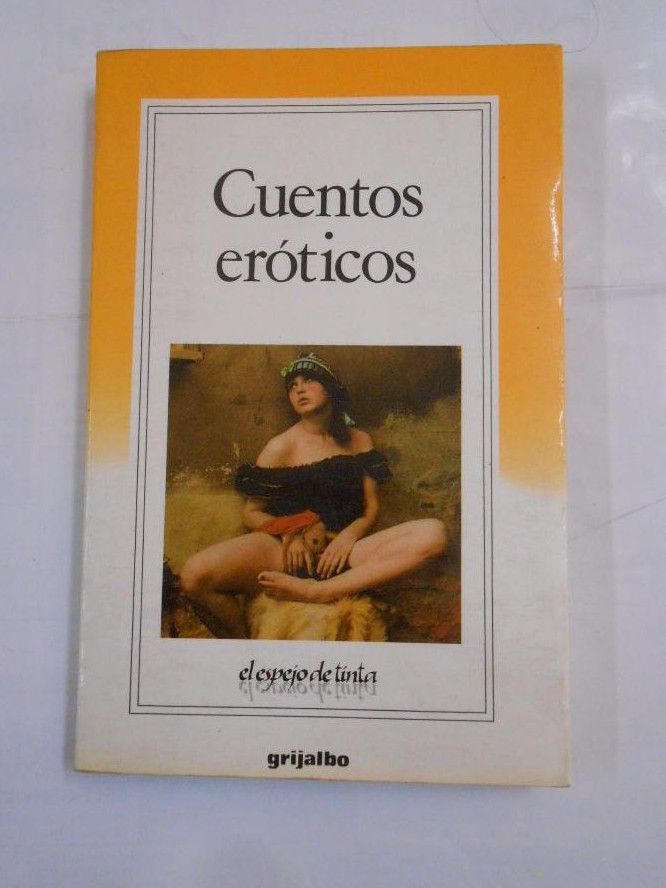 Cuentos
eróticos
el espejo de tinta
grijalbo